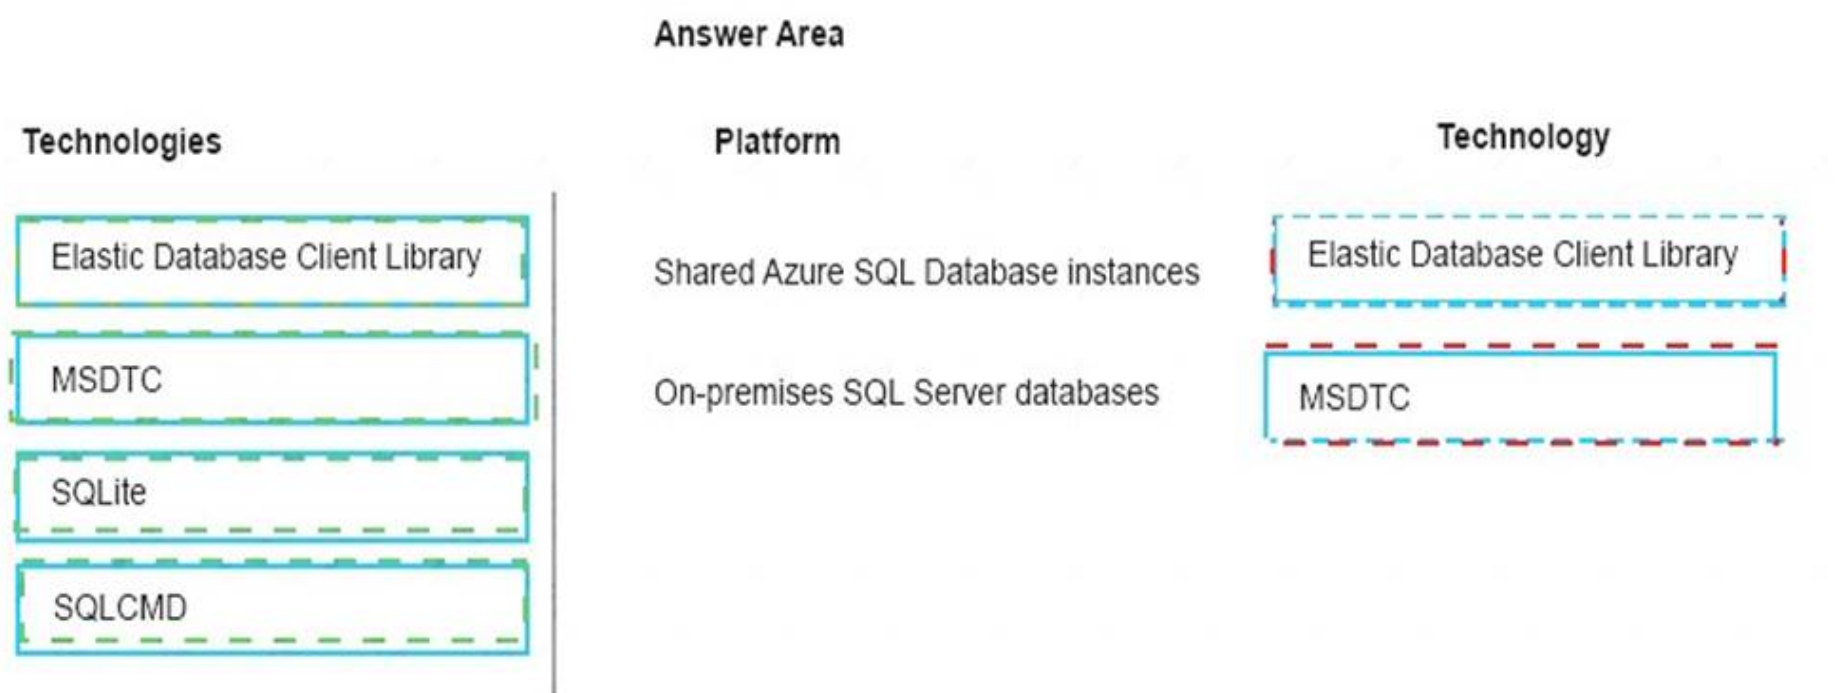 Answer Area
Technologies
Platform
Technology
Elastic Database Client Library
MSDTC
SQLite
SQLCMD
Shared Azure SQL Database instances
On-premises SQL Server databases
Elastic Database Client Library
MSDTC